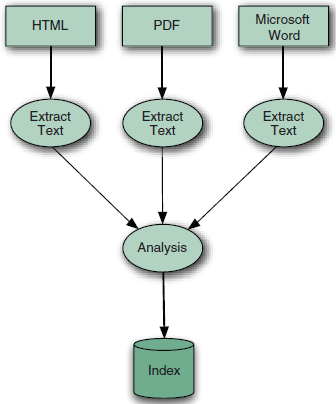 HTML
PDF
Microsoft
Word
Extract
Text
Extract
Text
Extract
Text
Analysis
Index